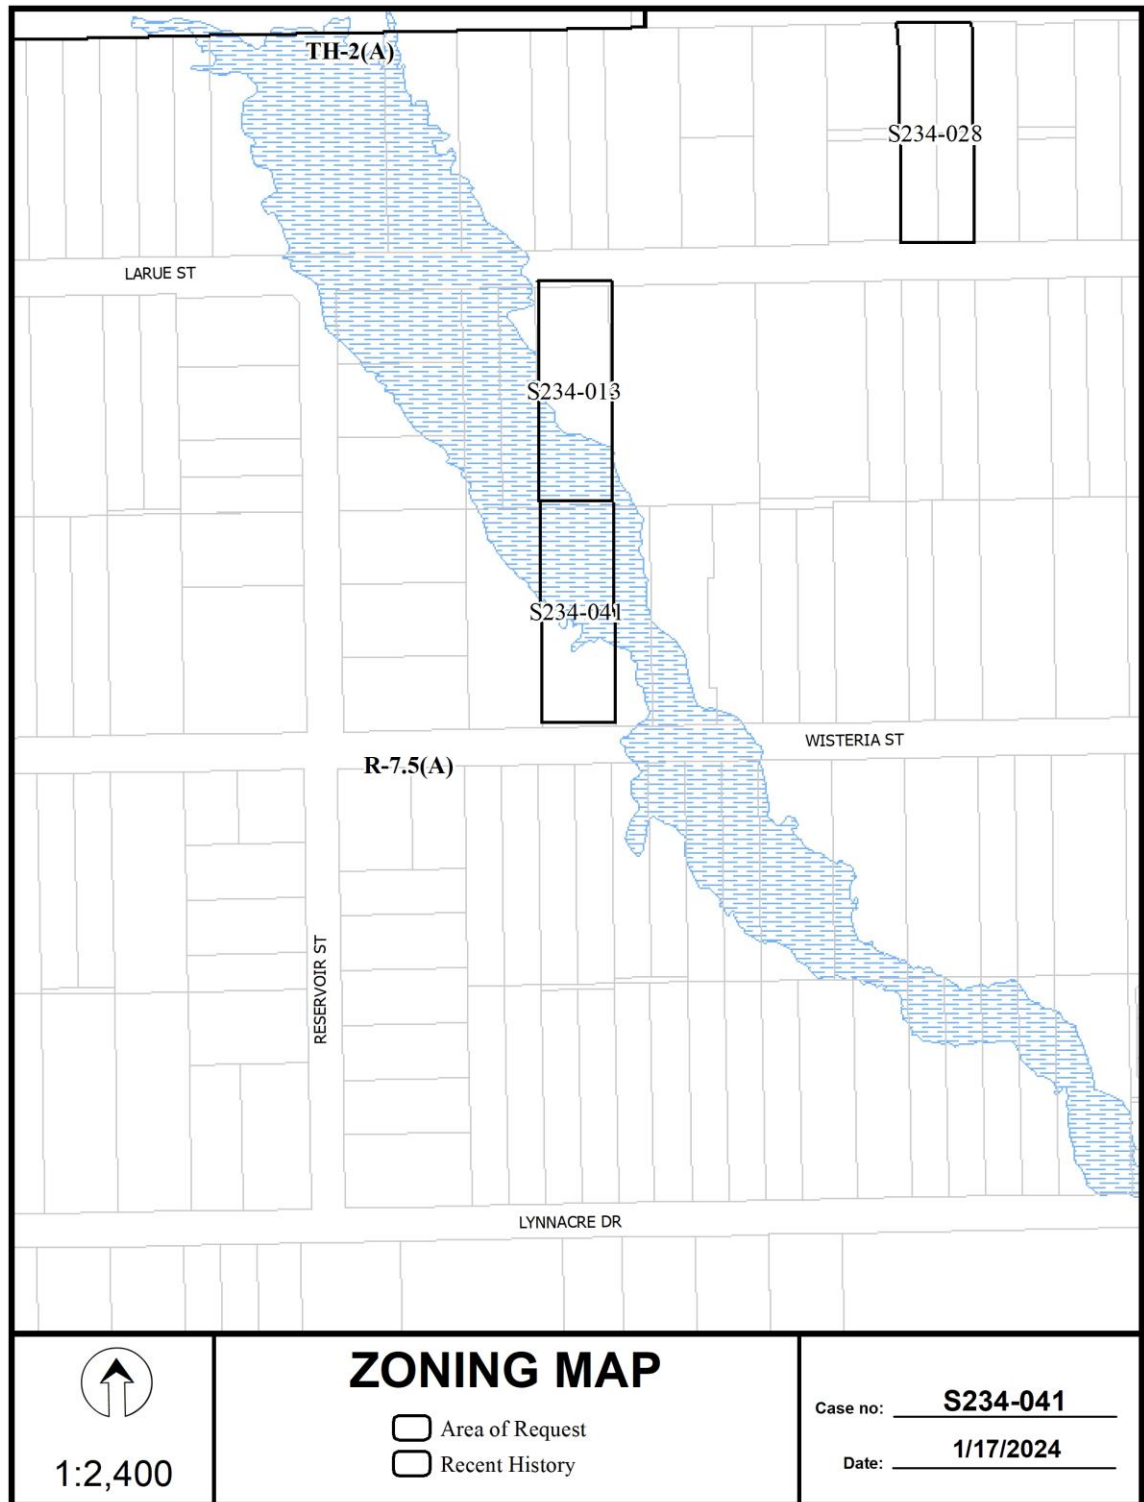 TH-2(A)
S234-028
LARUE ST
S234-013
S234-041
WISTERIA ST
R-7.5(A)
RESERVOIR ST
LYNNACRE DR
1:2,400
ZONING MAP
Area of Request
Recent History
Case no: S234-041
Date: 1/17/2024